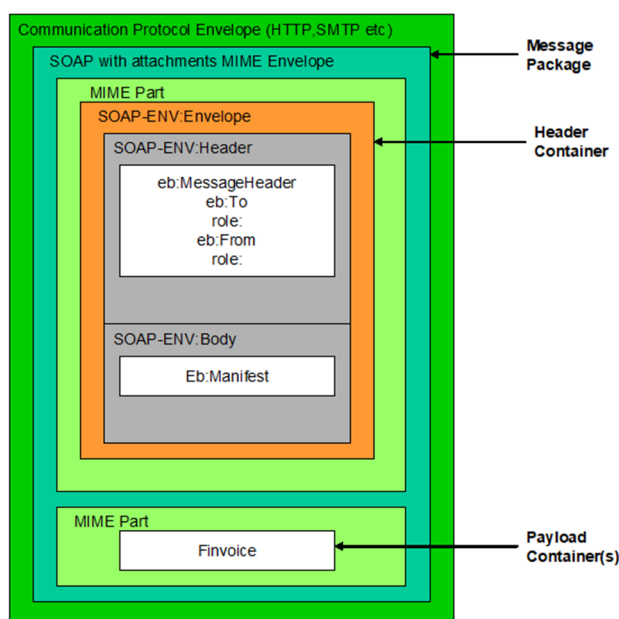 Communication Protocol Envelope (HTTP,SMTP etc)
SOAP with attachments MIME Envelope
Message
Package
MIME Part
SOAP-ENV:Envelope
Header
Container
SOAP-ENV:Header
eb:MessageHeader
eb:To
role:
eb:From
role:
SOAP-ENV:Body
Eb:Manifest
MIME Part
Finvoice
Payload
Container(s)